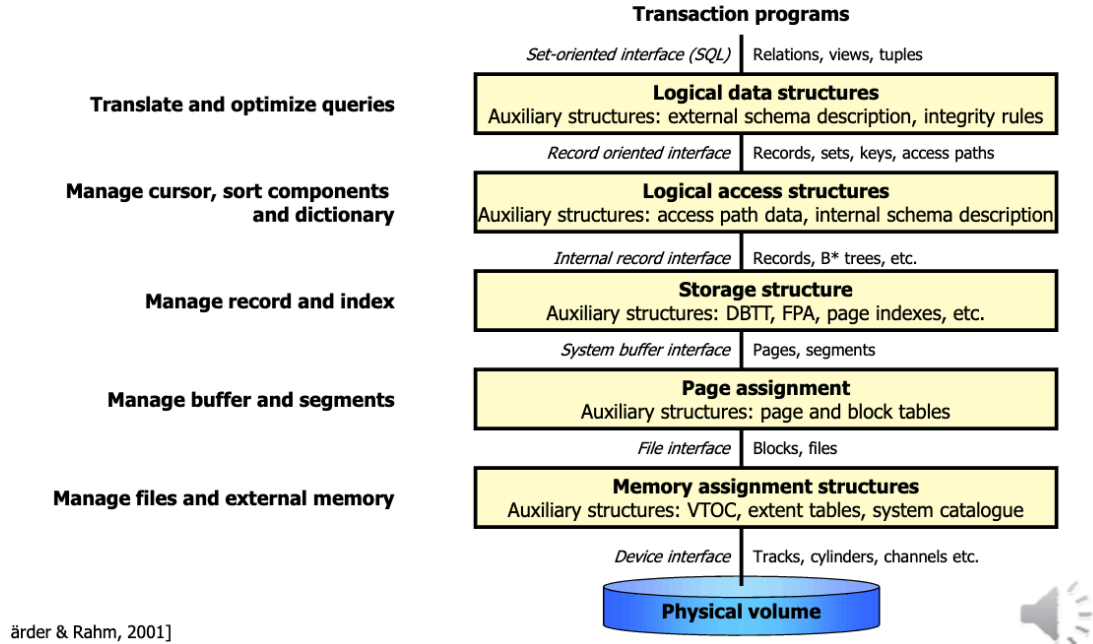 Transaction programs
Set-oriented interface (SQL) Relations, views, tuples
Translate and optimize queries
Logical data structures
Auxiliary structures: external schema description, integrity rules
Record oriented interface Records, sets, keys, access paths
Manage cursor, sort components
and dictionary
Logical access structures
Auxiliary structures: access path data, internal schema description
Internal record interface Records, B* trees, etc.
Manage record and index
Storage structure
Auxiliary structures: DBTT, FPA, page indexes, etc.
System buffer interface Pages, segments
Manage buffer and segments
Page assignment
Auxiliary structures: page and block tables
File interface Blocks, files
Manage files and external memory
Memory assignment structures
Auxiliary structures: VTOC, extent tables, system catalogue
Device interface Tracks, cylinders, channels etc.
Physical volume
ärder & Rahm, 2001]